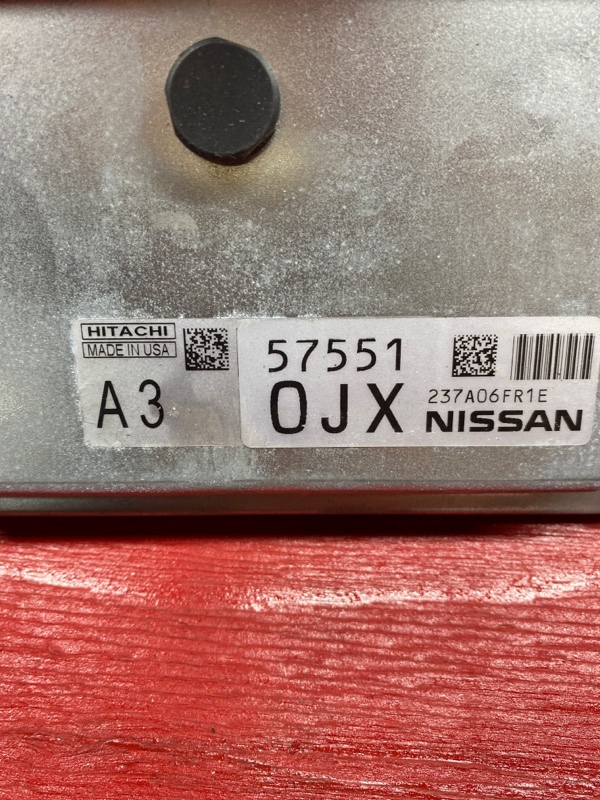 HITACHI
MADE IN USA
A3
57551
0JX
237A06FR1E
NISSAN